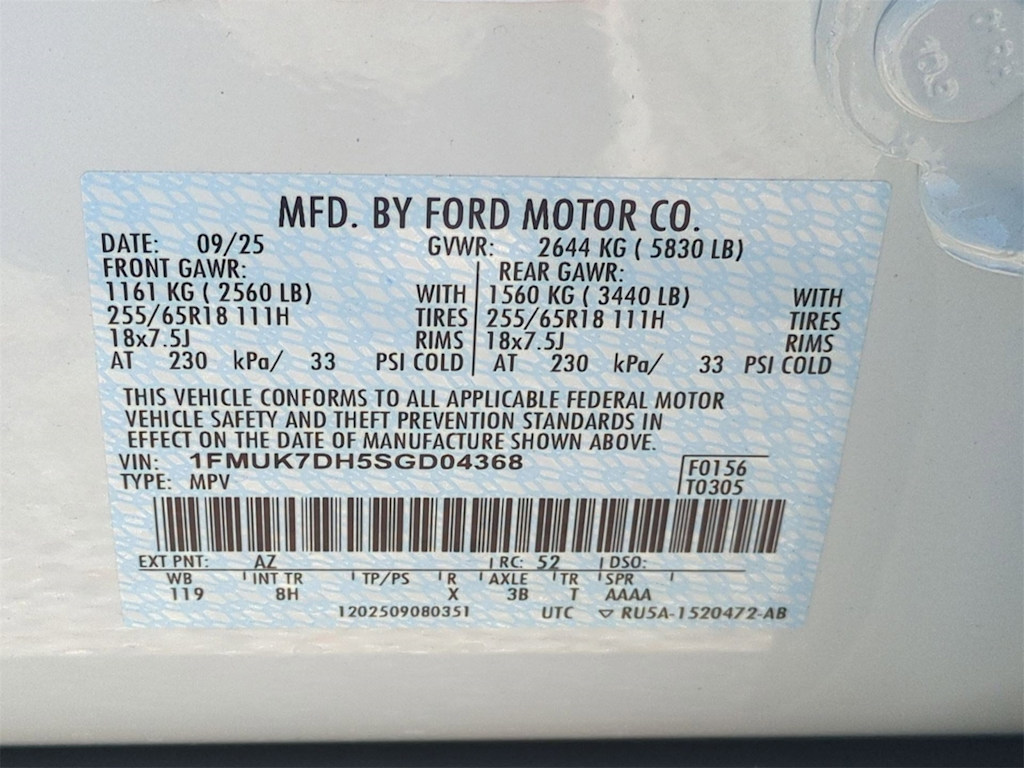 MFD. BY FORD MOTOR CO.
DATE: 09/25 GVWR: 2644 KG ( 5830 LB)
FRONT GAWR: REAR GAWR:
1161 KG ( 2560 LB) WITH 1560 KG ( 3440 LB) WITH
255/65R18 111H TIRES 255/65R18 111H TIRES
18x7.5J RIMS 18x7.5J RIMS
AT 230 kPa/ 33 PSI COLD AT 230 kPa/ 33 PSI COLD
THIS VEHICLE CONFORMS TO ALL APPLICABLE FEDERAL MOTOR
VEHICLE SAFETY AND THEFT PREVENTION STANDARDS IN
EFFECT ON THE DATE OF MANUFACTURE SHOWN ABOVE.
VIN: 1FMUK7DH5SGD04368 F0156
TYPE: MPV T0305
EXT PNT: AZ RC: 52 DSO:
WB INT TR TP/PS R AXLE TR SPR
119 8H X 3B T AAAA
1202509080351 UTC ▽ RU5A-1520472-AB